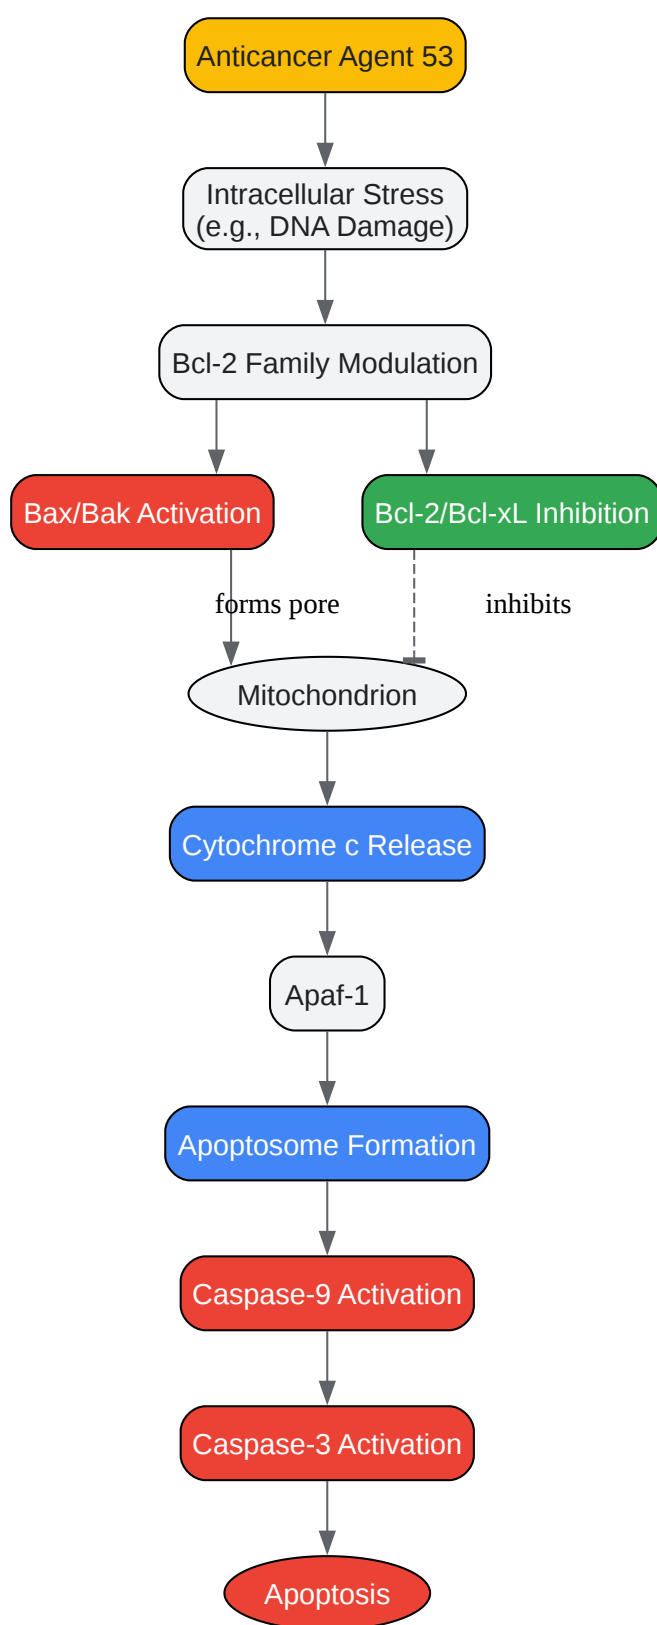 Anticancer Agent 53
Intracellular Stress
(e.g., DNA Damage)
Bcl-2 Family Modulation
Bax/Bak Activation
Bcl-2/Bcl-xL Inhibition
forms pore
inhibits
Mitochondrion
Cytochrome c Release
Apaf-1
Apoptosome Formation
Caspase-9 Activation
Caspase-3 Activation
Apoptosis